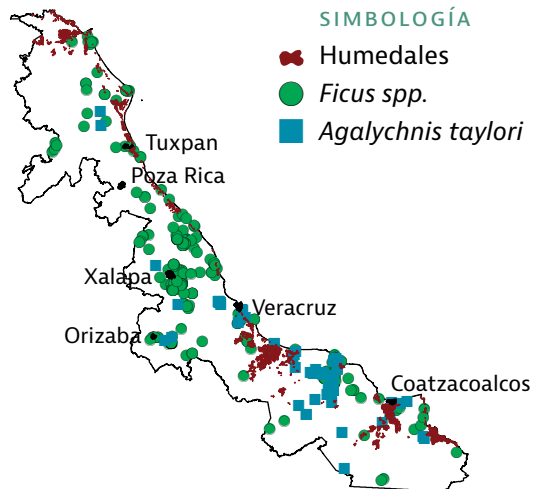 SIMBOLOGÍA
Humedales
Ficus spp.
Agalychnis taylori
Tuxpan
Poza Rica
Xalapa
Veracruz
Orizaba
Coatzacoalcos